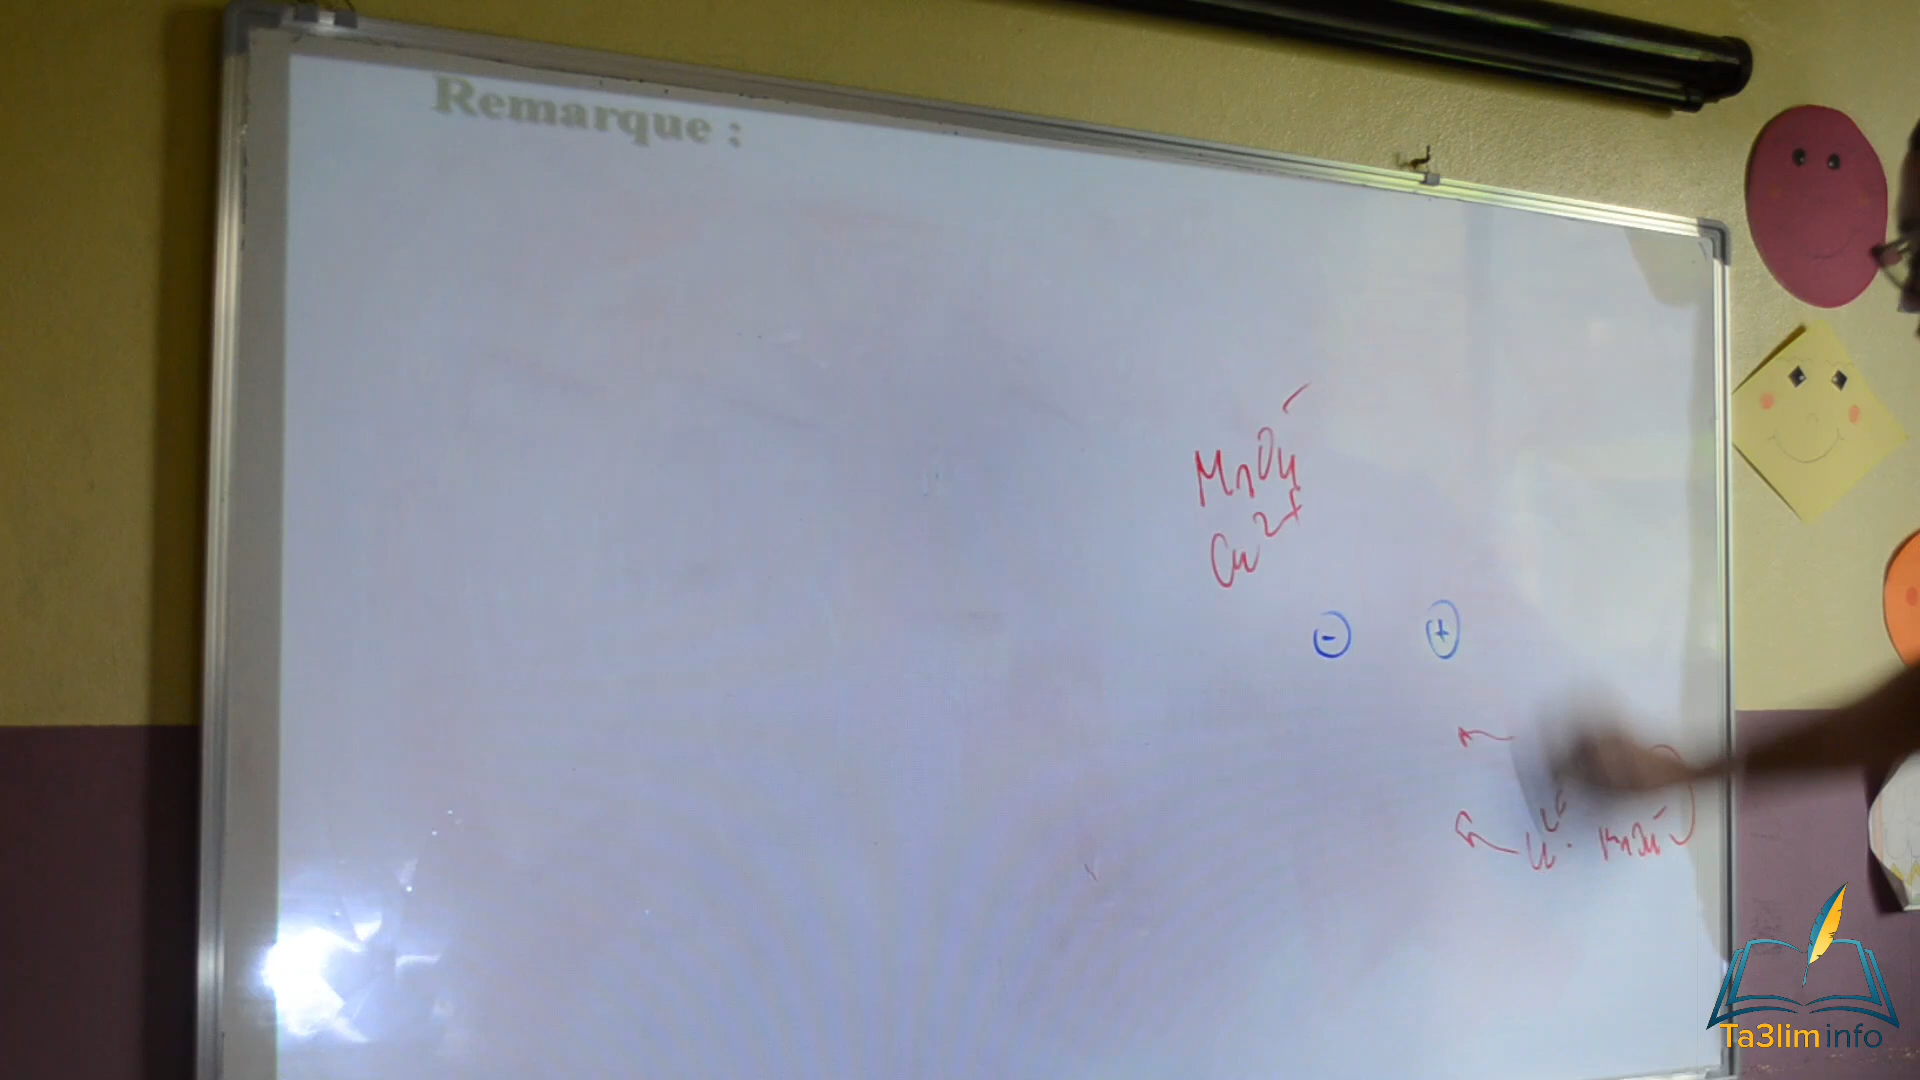 Remarque :
MnO4⁻
Cu²⁺
- +
Ta3lim info